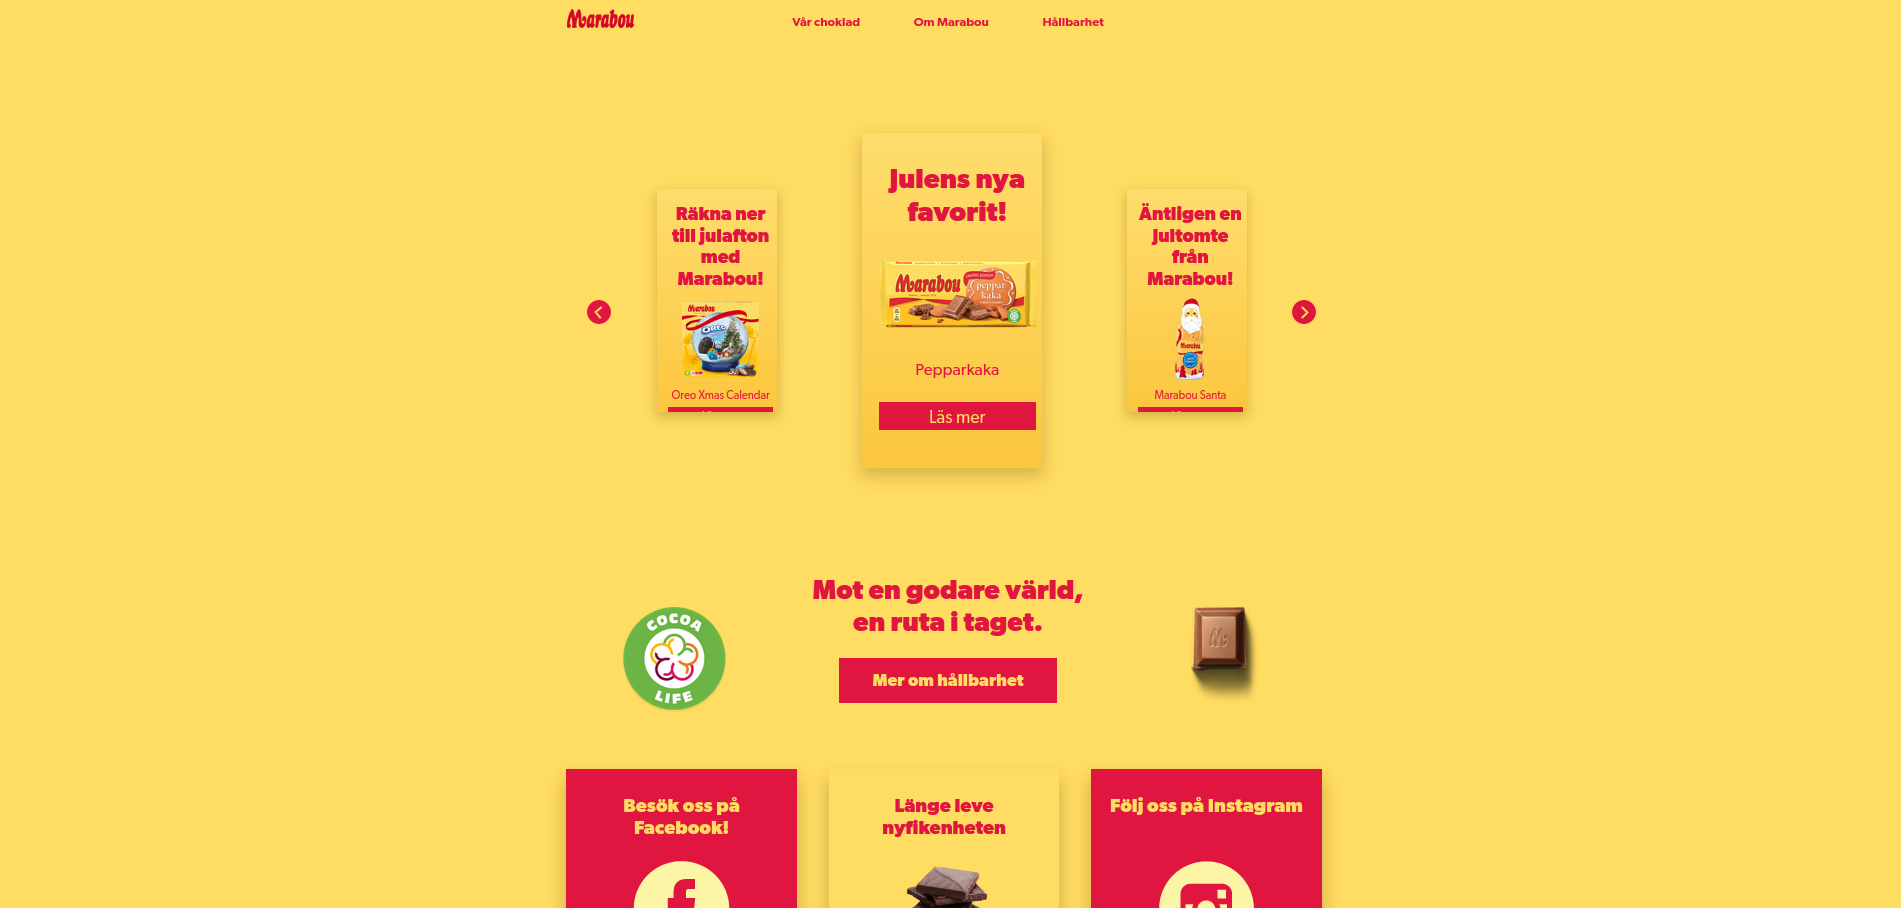 Marabou
Vår choklad
Om Marabou
Hållbarhet
Räkna ner
till julafton
med
Marabou!
Marabou
OREO
Oreo Xmas Calendar
Julens nya
favorit!
Marabou
peppar
kaka
Pepparkaka
Läs mer
Äntligen en
jultomte
från
Marabou!
Marabou
Marabou Santa
Mot en godare värld,
en ruta i taget.
COCOA
LIFE
Mer om hållbarhet
Besök oss på
Facebook!
Länge leve
nyfikenheten
Följ oss på Instagram